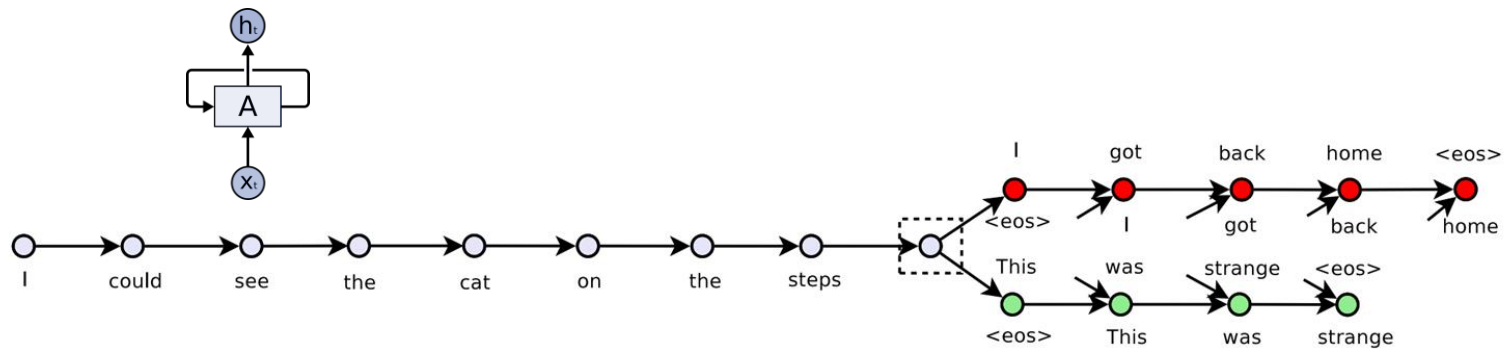 hₜ
A
xₜ
I got back home <eos>
<eos> I got back home
I could see the cat on the steps
This was strange <eos>
<eos> This was strange